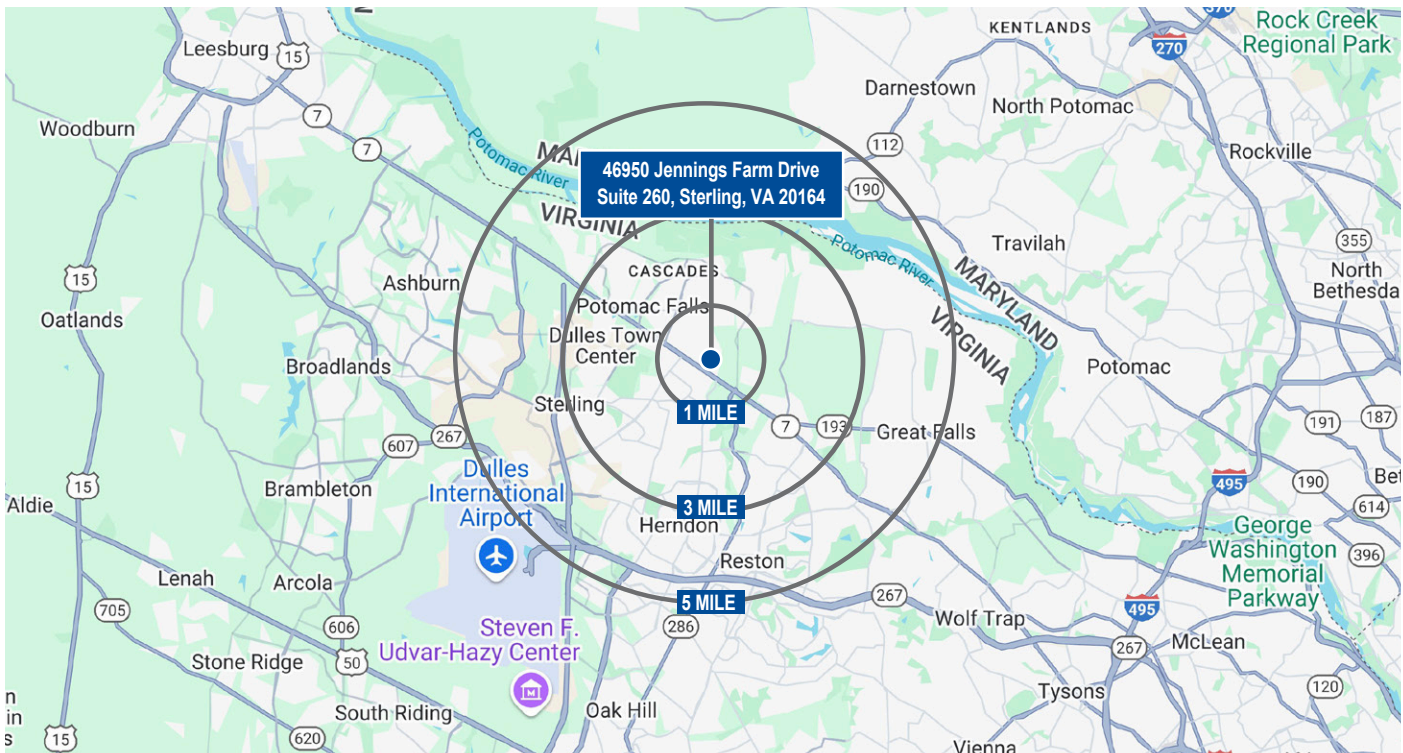 Leesburg
15
7
Woodburn
7
Potomac River
VIRGINIA
46950 Jennings Farm Drive
Suite 260, Sterling, VA 20164
KENTLANDS
270
Rock Creek
Regional Park
Darnestown
North Potomac
112
190
Rockville
Travilah
355
North
Bethesda
Potomac River
MARYLAND
VIRGINIA
15
Oatlands
Ashburn
CASCADES
Potomac Falls
Dulles Town
Center
Broadlands
Potomac
Sterling
1 MILE
7
193
Great Falls
191
187
607
267
15
Brambleton
Aldie
Dulles
International
Airport
3 MILE
Herndon
Reston
495
190
614
George
Washington
Memorial
Parkway
396
Lenah
Arcola
705
606
50
Stone Ridge
5 MILE
286
267
Wolf Trap
495
267
McLean
Steven F.
Udvar-Hazy Center
South Riding
620
15
Oak Hill
Tysons
120
Vienna